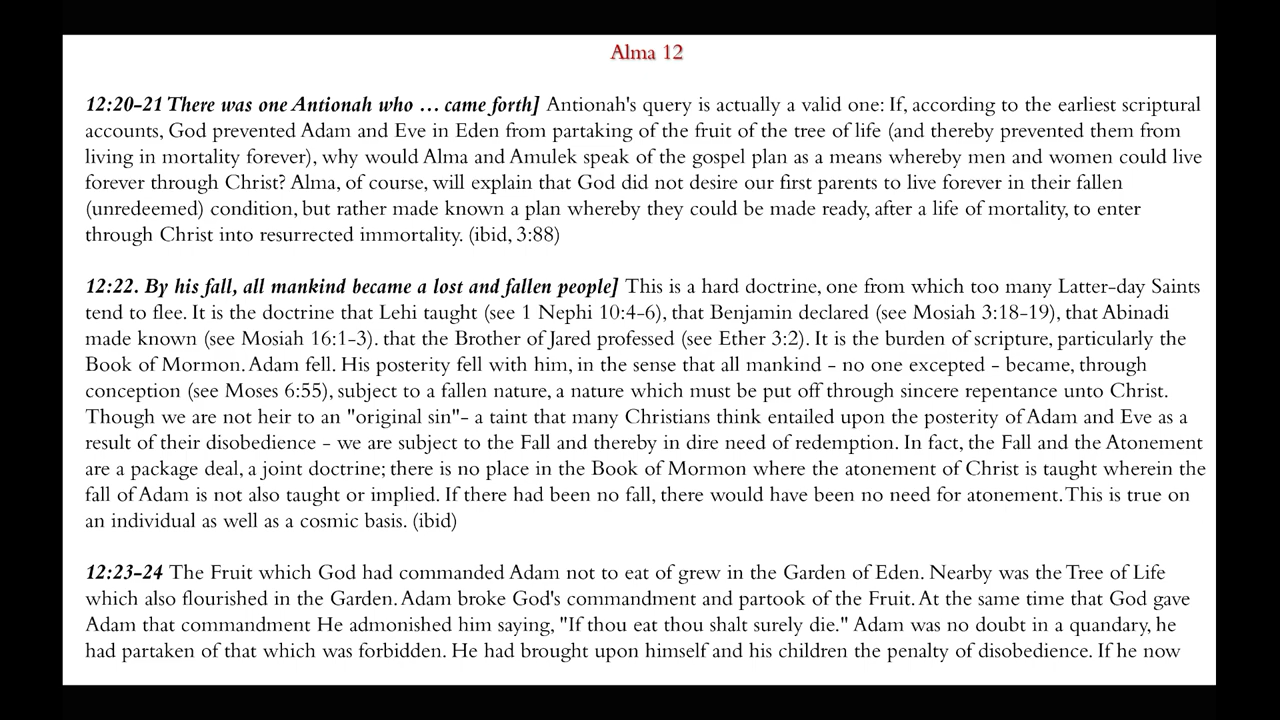 Alma 12
12:20-21 There was one Antionah who … came forth] Antionah's query is actually a valid one: If, according to the earliest scriptural
accounts, God prevented Adam and Eve in Eden from partaking of the fruit of the tree of life (and thereby prevented them from
living in mortality forever), why would Alma and Amulek speak of the gospel plan as a means whereby men and women could live
forever through Christ? Alma, of course, will explain that God did not desire our first parents to live forever in their fallen
(unredeemed) condition, but rather made known a plan whereby they could be made ready, after a life of mortality, to enter
through Christ into resurrected immortality. (ibid, 3:88)
12:22. By his fall, all mankind became a lost and fallen people] This is a hard doctrine, one from which too many Latter-day Saints
tend to flee. It is the doctrine that Lehi taught (see 1 Nephi 10:4-6), that Benjamin declared (see Mosiah 3:18-19), that Abinadi
made known (see Mosiah 16:1-3). that the Brother of Jared professed (see Ether 3:2). It is the burden of scripture, particularly the
Book of Mormon. Adam fell. His posterity fell with him, in the sense that all mankind - no one excepted - became, through
conception (see Moses 6:55), subject to a fallen nature, a nature which must be put off through sincere repentance unto Christ.
Though we are not heir to an "original sin"- a taint that many Christians think entailed upon the posterity of Adam and Eve as a
result of their disobedience - we are subject to the Fall and thereby in dire need of redemption. In fact, the Fall and the Atonement
are a package deal, a joint doctrine; there is no place in the Book of Mormon where the atonement of Christ is taught wherein the
fall of Adam is not also taught or implied. If there had been no fall, there would have been no need for atonement. This is true on
an individual as well as a cosmic basis. (ibid)
12:23-24 The Fruit which God had commanded Adam not to eat of grew in the Garden of Eden. Nearby was the Tree of Life
which also flourished in the Garden. Adam broke God's commandment and partook of the Fruit. At the same time that God gave
Adam that commandment He admonished him saying, "If thou eat thou shalt surely die." Adam was no doubt in a quandary, he
had partaken of that which was forbidden. He had brought upon himself and his children the penalty of disobedience. If he now